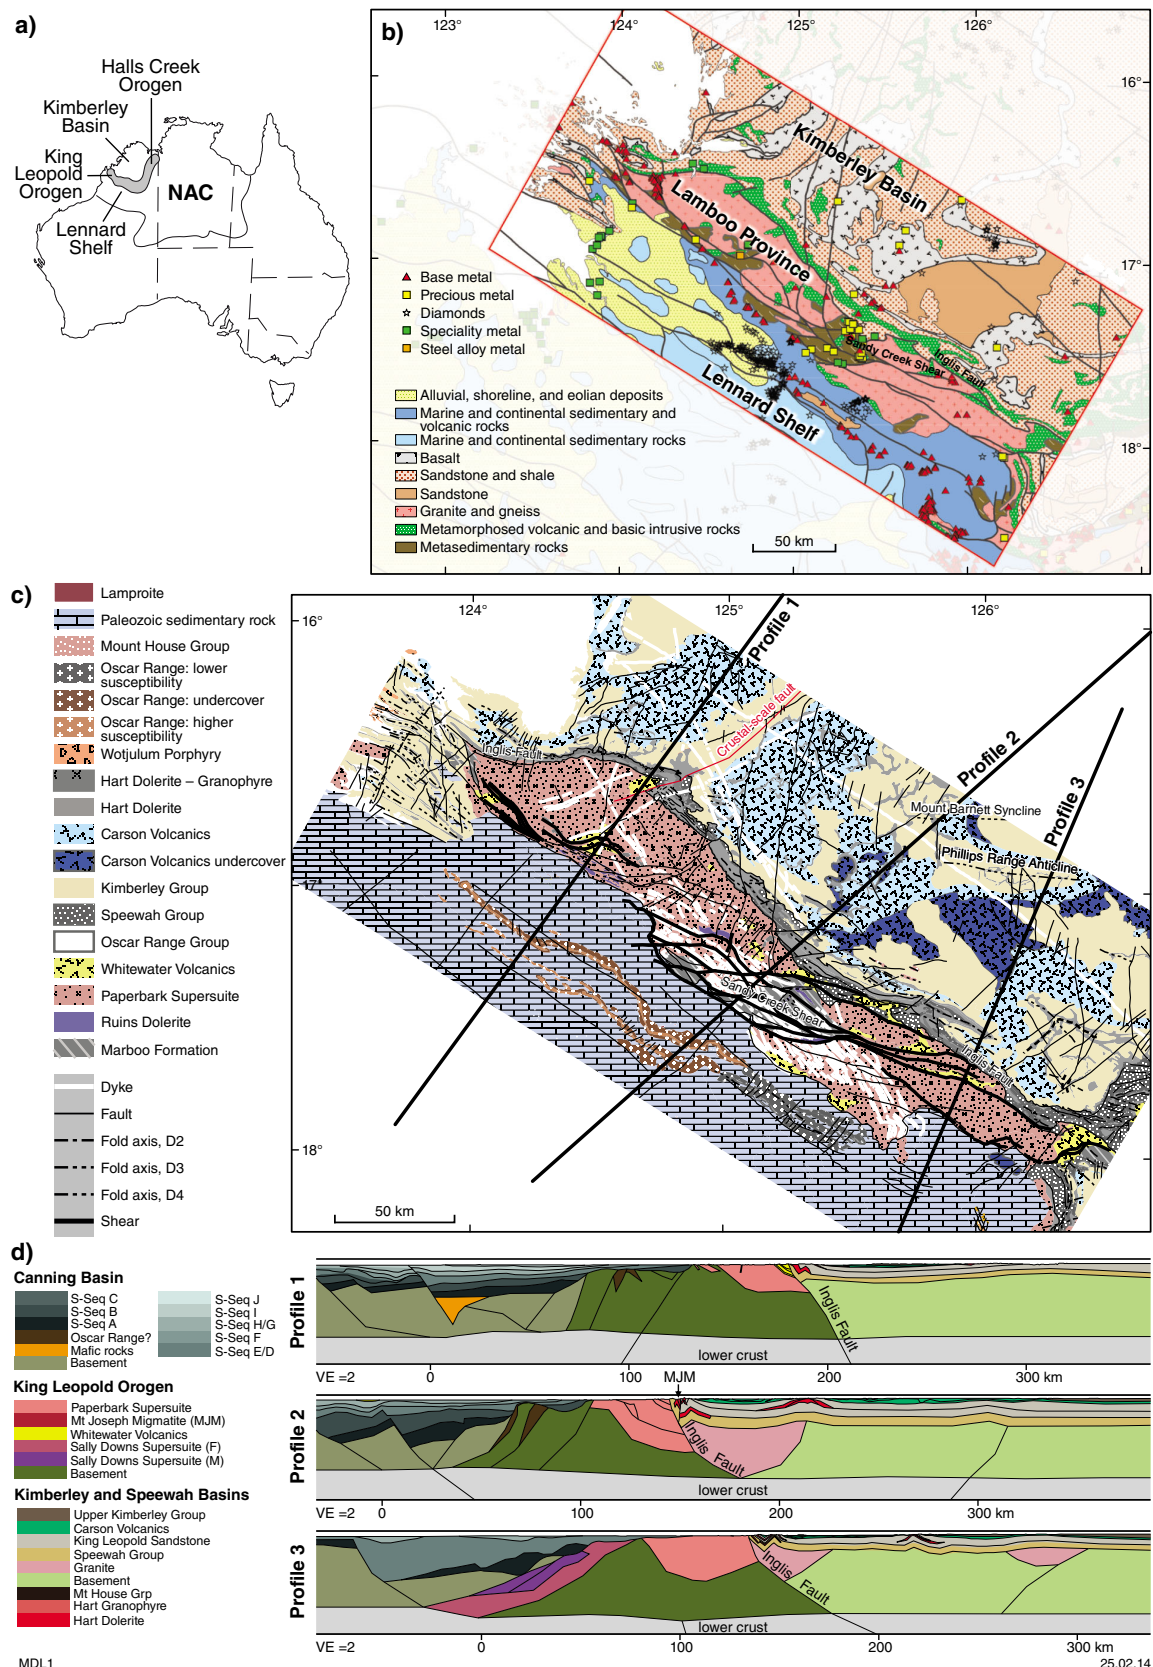 a)
Halls Creek
Orogen
Kimberley
Basin
King
Leopold
Orogen
NAC
Lennard
Shelf
b)
123°
124°
125°
126°
16°
17°
18°
Kimberley Basin
Lamboo Province
Sandy Creek Shear
Inglis Fault
Lennard Shelf
Base metal
Precious metal
Diamonds
Speciality metal
Steel alloy metal
Alluvial, shoreline, and eolian deposits
Marine and continental sedimentary and
volcanic rocks
Marine and continental sedimentary rocks
Basalt
Sandstone and shale
Sandstone
Granite and gneiss
Metamorphosed volcanic and basic intrusive rocks
Metasedimentary rocks
50 km
c)
Lamproite
Paleozoic sedimentary rock
Mount House Group
Oscar Range: lower
susceptibility
Oscar Range: undercover
Oscar Range: higher
susceptibility
Wotjulum Porphyry
Hart Dolerite – Granophyre
Hart Dolerite
Carson Volcanics
Carson Volcanics undercover
Kimberley Group
Speewah Group
Oscar Range Group
Whitewater Volcanics
Paperbark Supersuite
Ruins Dolerite
Marboo Formation
Dyke
Fault
Fold axis, D2
Fold axis, D3
Fold axis, D4
Shear
124°
125°
126°
16°
17°
18°
Profile 1
Crustal-scale fault
Inglis Fault
Profile 2
Mount Barnett Syncline
Profile 3
Phillips Range Anticline
Sandy Creek Shear
Inglis Fault
50 km
d)
Canning Basin
S-Seq C
S-Seq B
S-Seq A
Oscar Range?
Mafic rocks
Basement
S-Seq J
S-Seq I
S-Seq H/G
S-Seq F
S-Seq E/D
King Leopold Orogen
Paperbark Supersuite
Mt Joseph Migmatite (MJM)
Whitewater Volcanics
Sally Downs Supersuite (F)
Sally Downs Supersuite (M)
Basement
Kimberley and Speewah Basins
Upper Kimberley Group
Carson Volcanics
King Leopold Sandstone
Speewah Group
Granite
Basement
Mt House Grp
Hart Granophyre
Hart Dolerite
Profile 1
Inglis Fault
lower crust
VE =2 0 100 200 300 km
MJM
Profile 2
Inglis Fault
lower crust
VE =2 0 100 200 300 km
Profile 3
Inglis Fault
lower crust
VE =2 0 100 200 300 km
MDL1
25.02.14